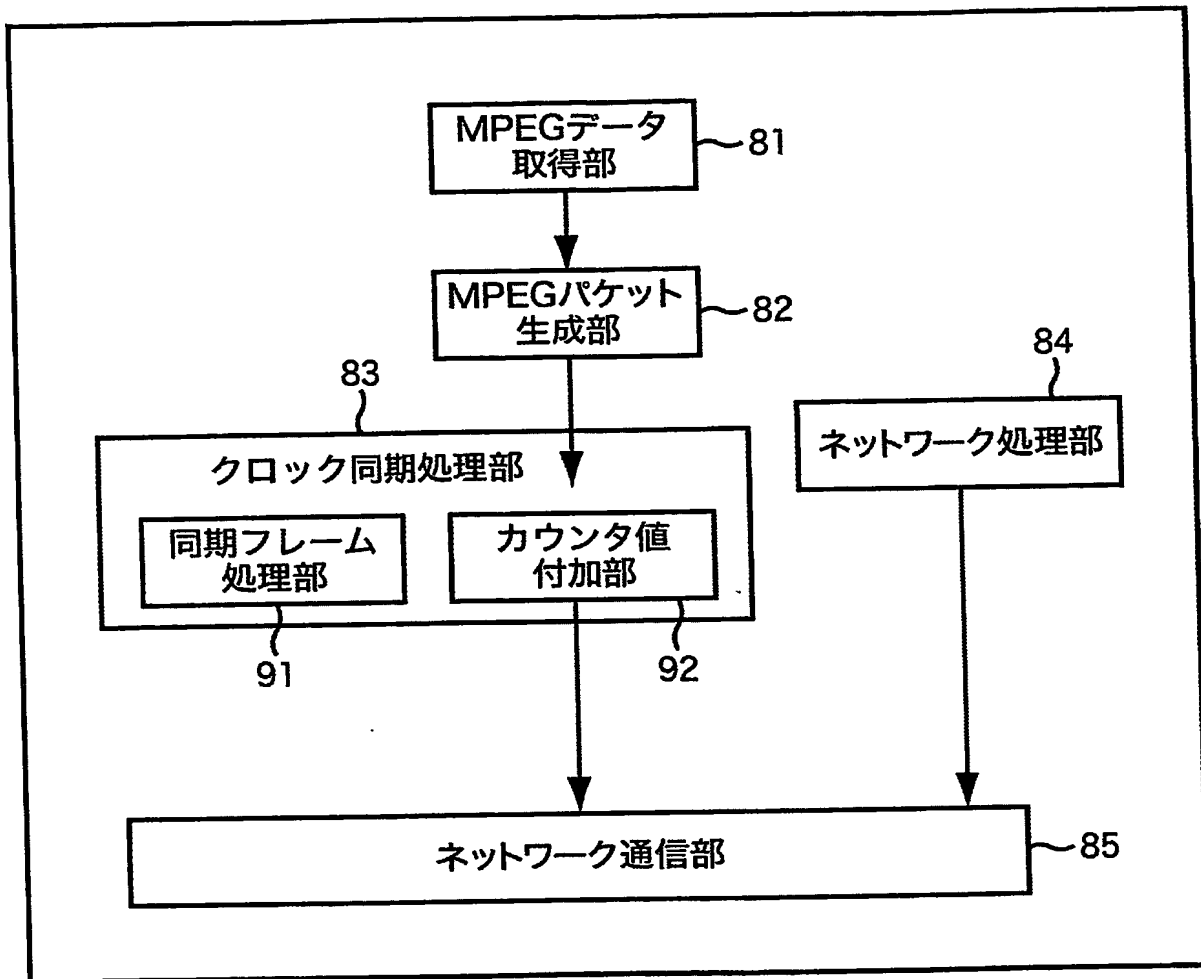 MPEGデータ
取得部
81
MPEGパケット
生成部
82
83
84
クロック同期処理部
ネットワーク処理部
同期フレーム
処理部
カウンタ値
付加部
91
92
ネットワーク通信部
85